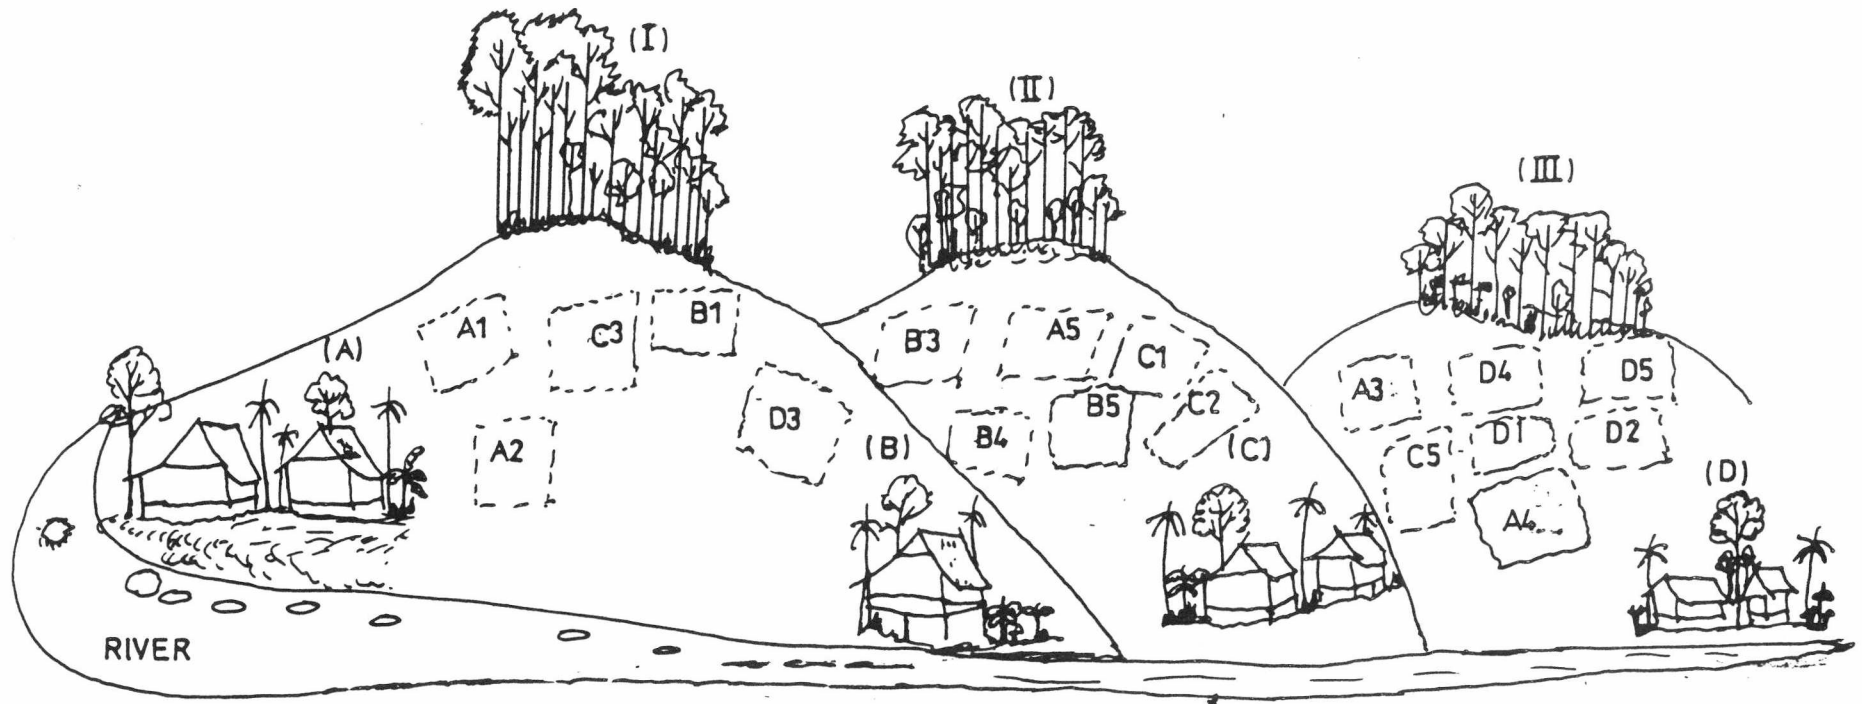 (I)
(II)
(III)
(A)
A1
C3
B1
B3
A5
C1
A3
D4
D5
A2
D3
(B)
B4
B5
C2
(C)
C5
D1
D2
A4
(D)
RIVER